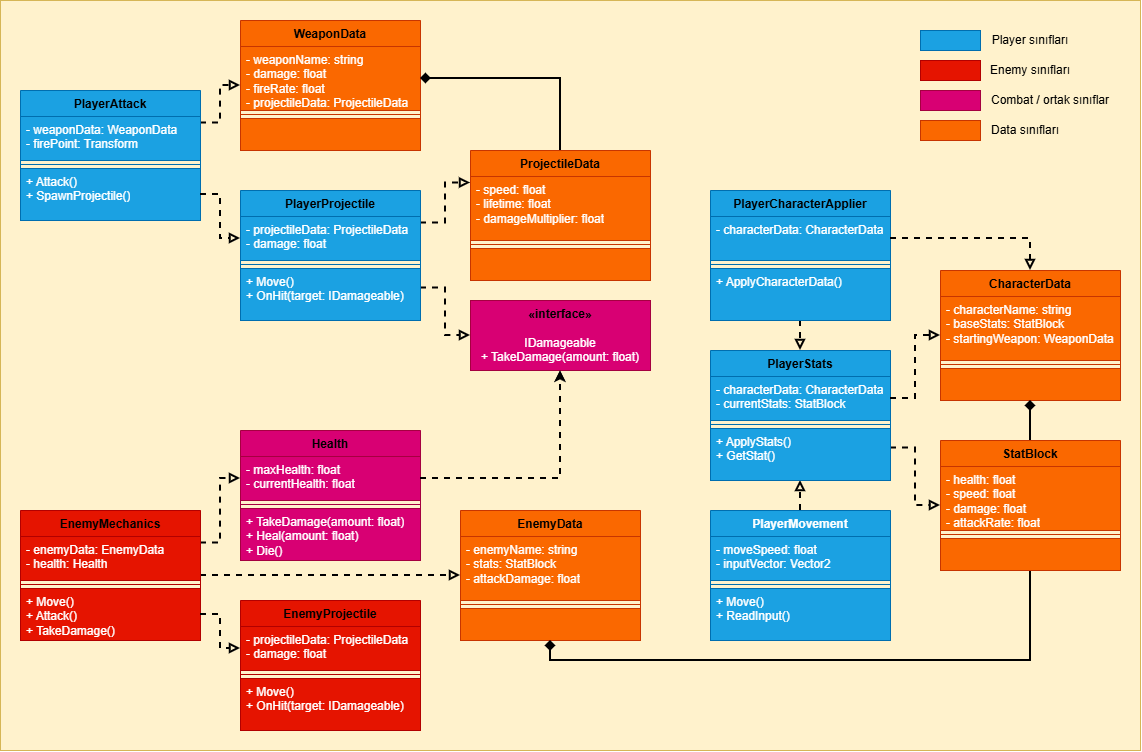 WeaponData
- weaponName: string
- damage: float
- fireRate: float
- projectileData: ProjectileData
PlayerAttack
- weaponData: WeaponData
- firePoint: Transform
+ Attack()
+ SpawnProjectile()
PlayerProjectile
- projectileData: ProjectileData
- damage: float
+ Move()
+ OnHit(target: IDamageable)
ProjectileData
- speed: float
- lifetime: float
- damageMultiplier: float
«interface»
IDamageable
+ TakeDamage(amount: float)
Player sınıfları
Enemy sınıfları
Combat / ortak sınıflar
Data sınıfları
PlayerCharacterApplier
- characterData: CharacterData
+ ApplyCharacterData()
CharacterData
- characterName: string
- baseStats: StatBlock
- startingWeapon: WeaponData
PlayerStats
- characterData: CharacterData
- currentStats: StatBlock
+ ApplyStats()
+ GetStat()
StatBlock
- health: float
- speed: float
- damage: float
- attackRate: float
PlayerMovement
- moveSpeed: float
- inputVector: Vector2
+ Move()
+ ReadInput()
Health
- maxHealth: float
- currentHealth: float
+ TakeDamage(amount: float)
+ Heal(amount: float)
+ Die()
EnemyMechanics
- enemyData: EnemyData
- health: Health
+ Move()
+ Attack()
+ TakeDamage()
EnemyData
- enemyName: string
- stats: StatBlock
- attackDamage: float
EnemyProjectile
- projectileData: ProjectileData
- damage: float
+ Move()
+ OnHit(target: IDamageable)